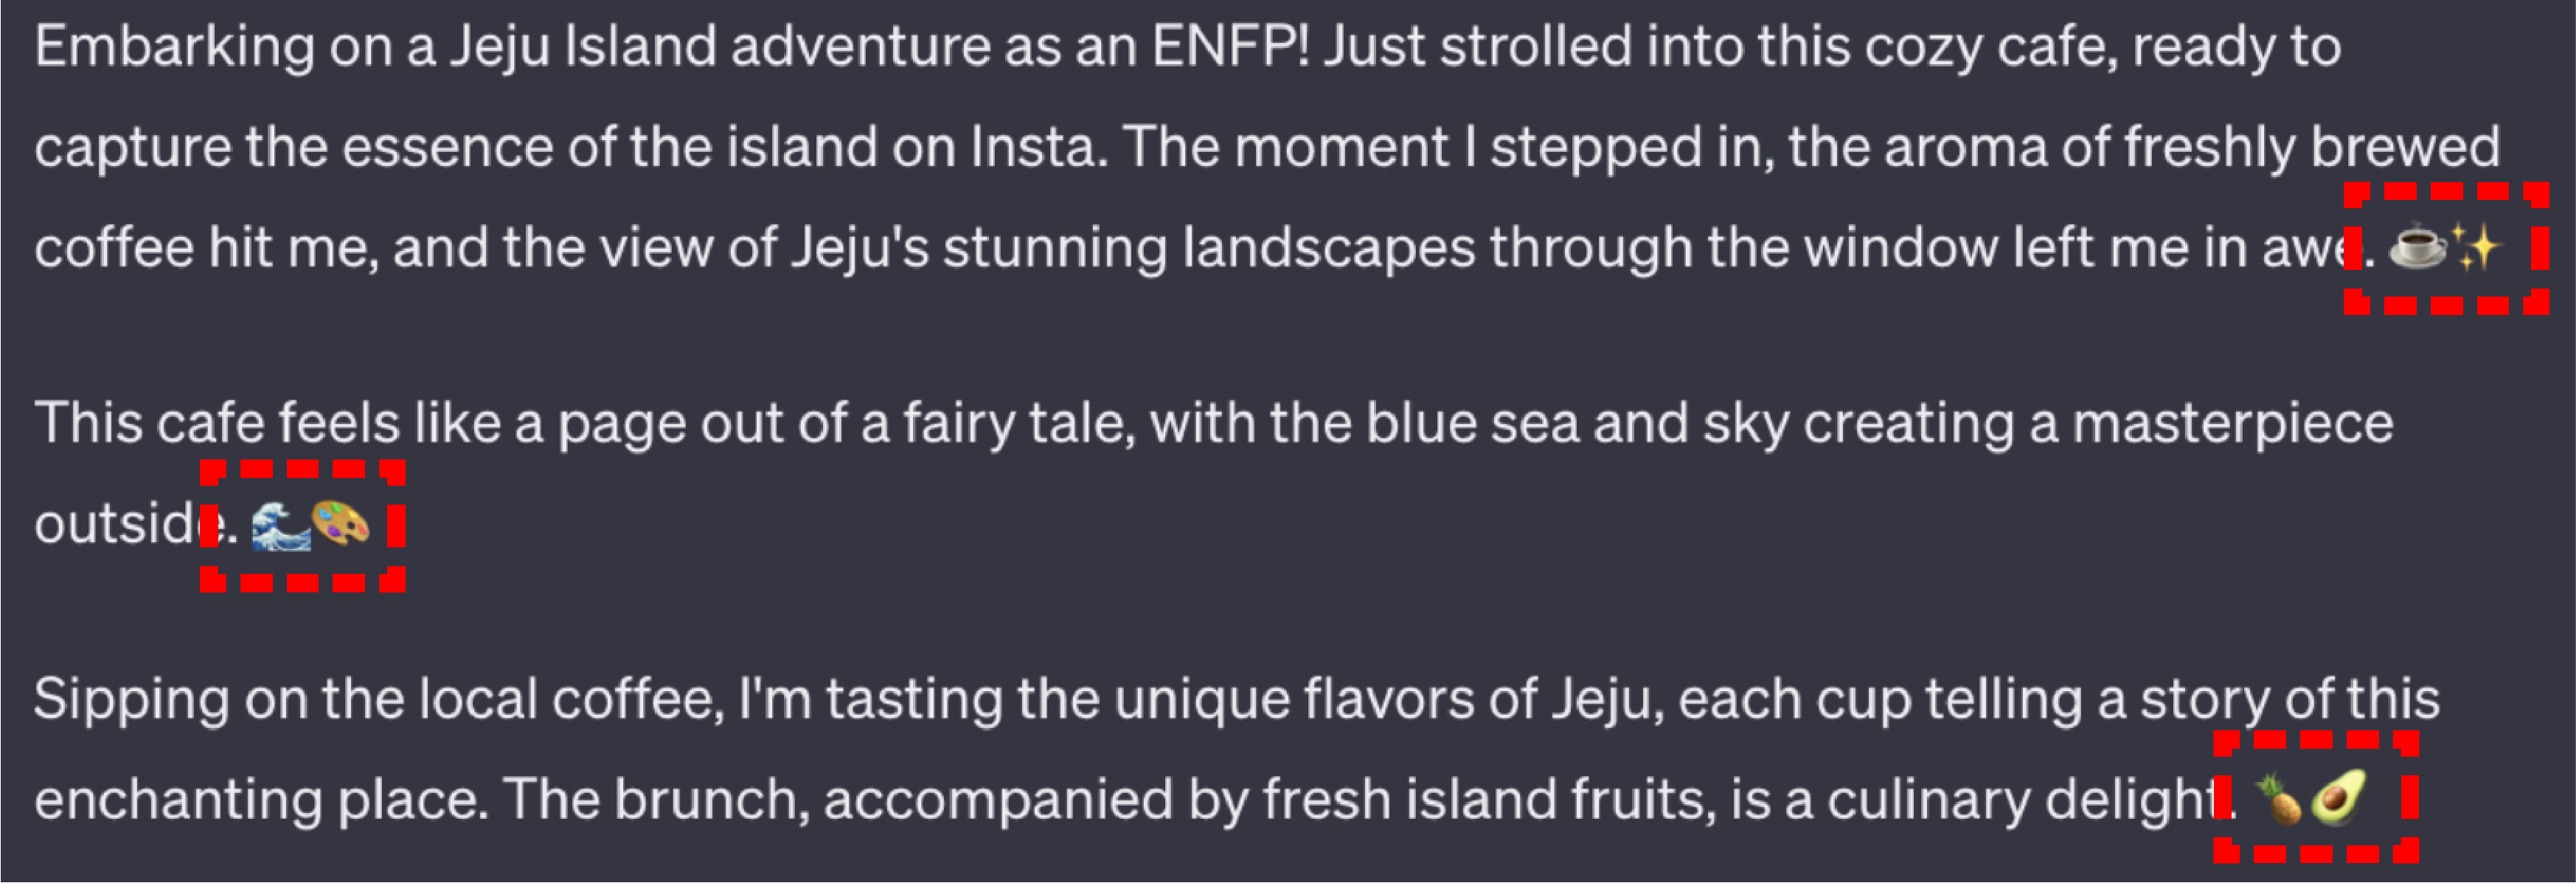 Embarking on a Jeju Island adventure as an ENFP! Just strolled into this cozy cafe, ready to
capture the essence of the island on Insta. The moment I stepped in, the aroma of freshly brewed
coffee hit me, and the view of Jeju's stunning landscapes through the window left me in awe. ☕✨
This cafe feels like a page out of a fairy tale, with the blue sea and sky creating a masterpiece
outside. 🌊🎨
Sipping on the local coffee, I'm tasting the unique flavors of Jeju, each cup telling a story of this
enchanting place. The brunch, accompanied by fresh island fruits, is a culinary delight. 🍍🥑